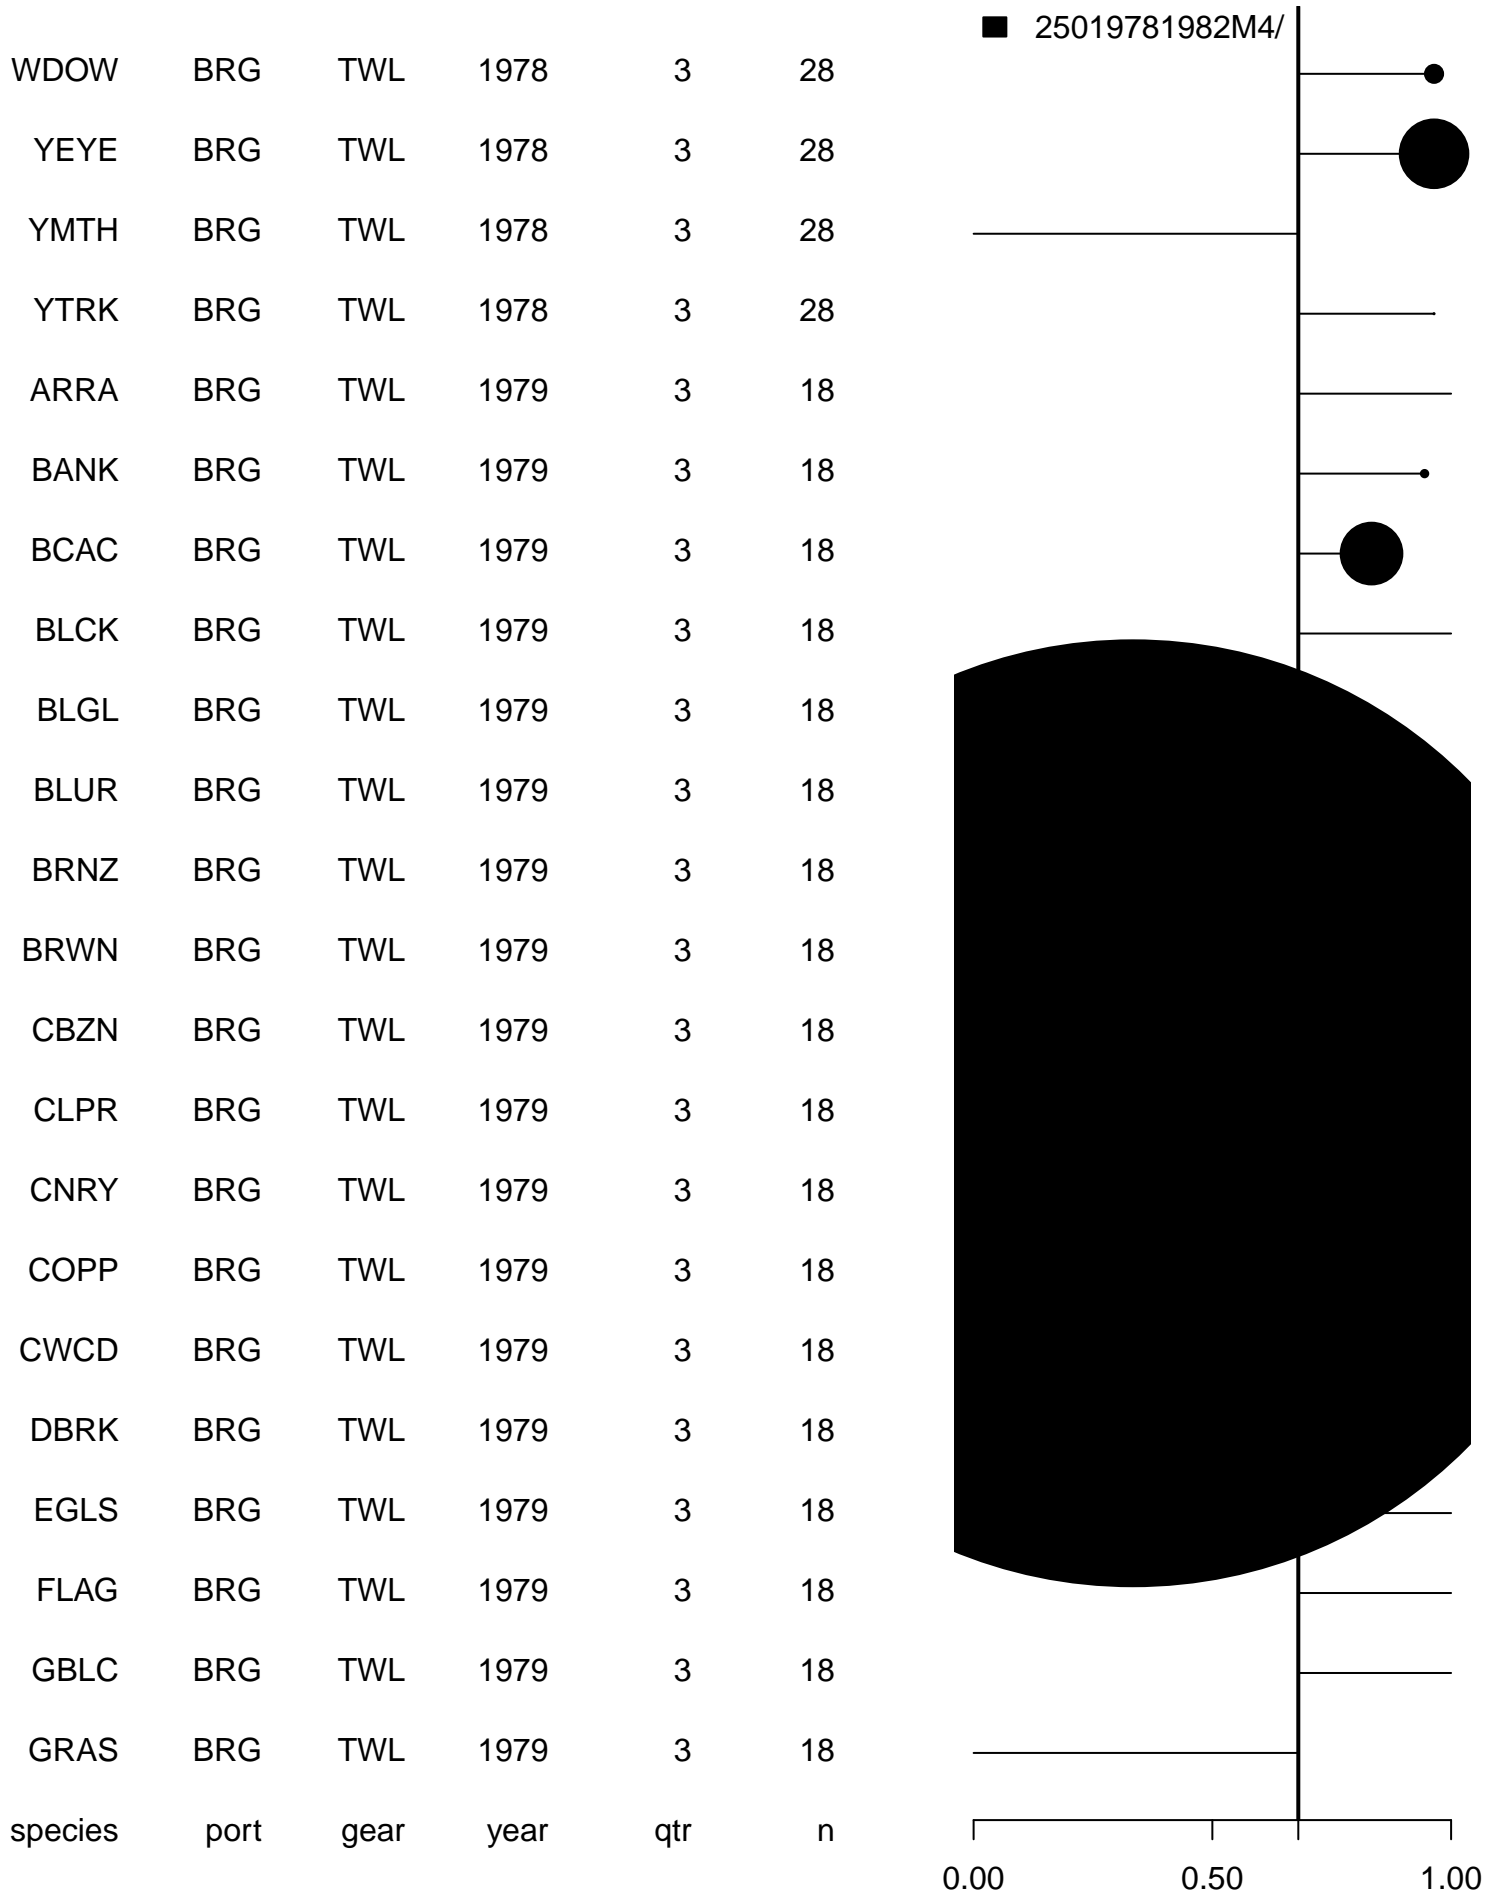 25019781982M4/
WDOW BRG TWL 1978 3 28
YEYE BRG TWL 1978 3 28
YMTH BRG TWL 1978 3 28
YTRK BRG TWL 1978 3 28
ARRA BRG TWL 1979 3 18
BANK BRG TWL 1979 3 18
BCAC BRG TWL 1979 3 18
BLCK BRG TWL 1979 3 18
BLGL BRG TWL 1979 3 18
BLUR BRG TWL 1979 3 18
BRNZ BRG TWL 1979 3 18
BRWN BRG TWL 1979 3 18
CBZN BRG TWL 1979 3 18
CLPR BRG TWL 1979 3 18
CNRY BRG TWL 1979 3 18
COPP BRG TWL 1979 3 18
CWCD BRG TWL 1979 3 18
DBRK BRG TWL 1979 3 18
EGLS BRG TWL 1979 3 18
FLAG BRG TWL 1979 3 18
GBLC BRG TWL 1979 3 18
GRAS BRG TWL 1979 3 18
species port gear year qtr n
0.00 0.50 1.00